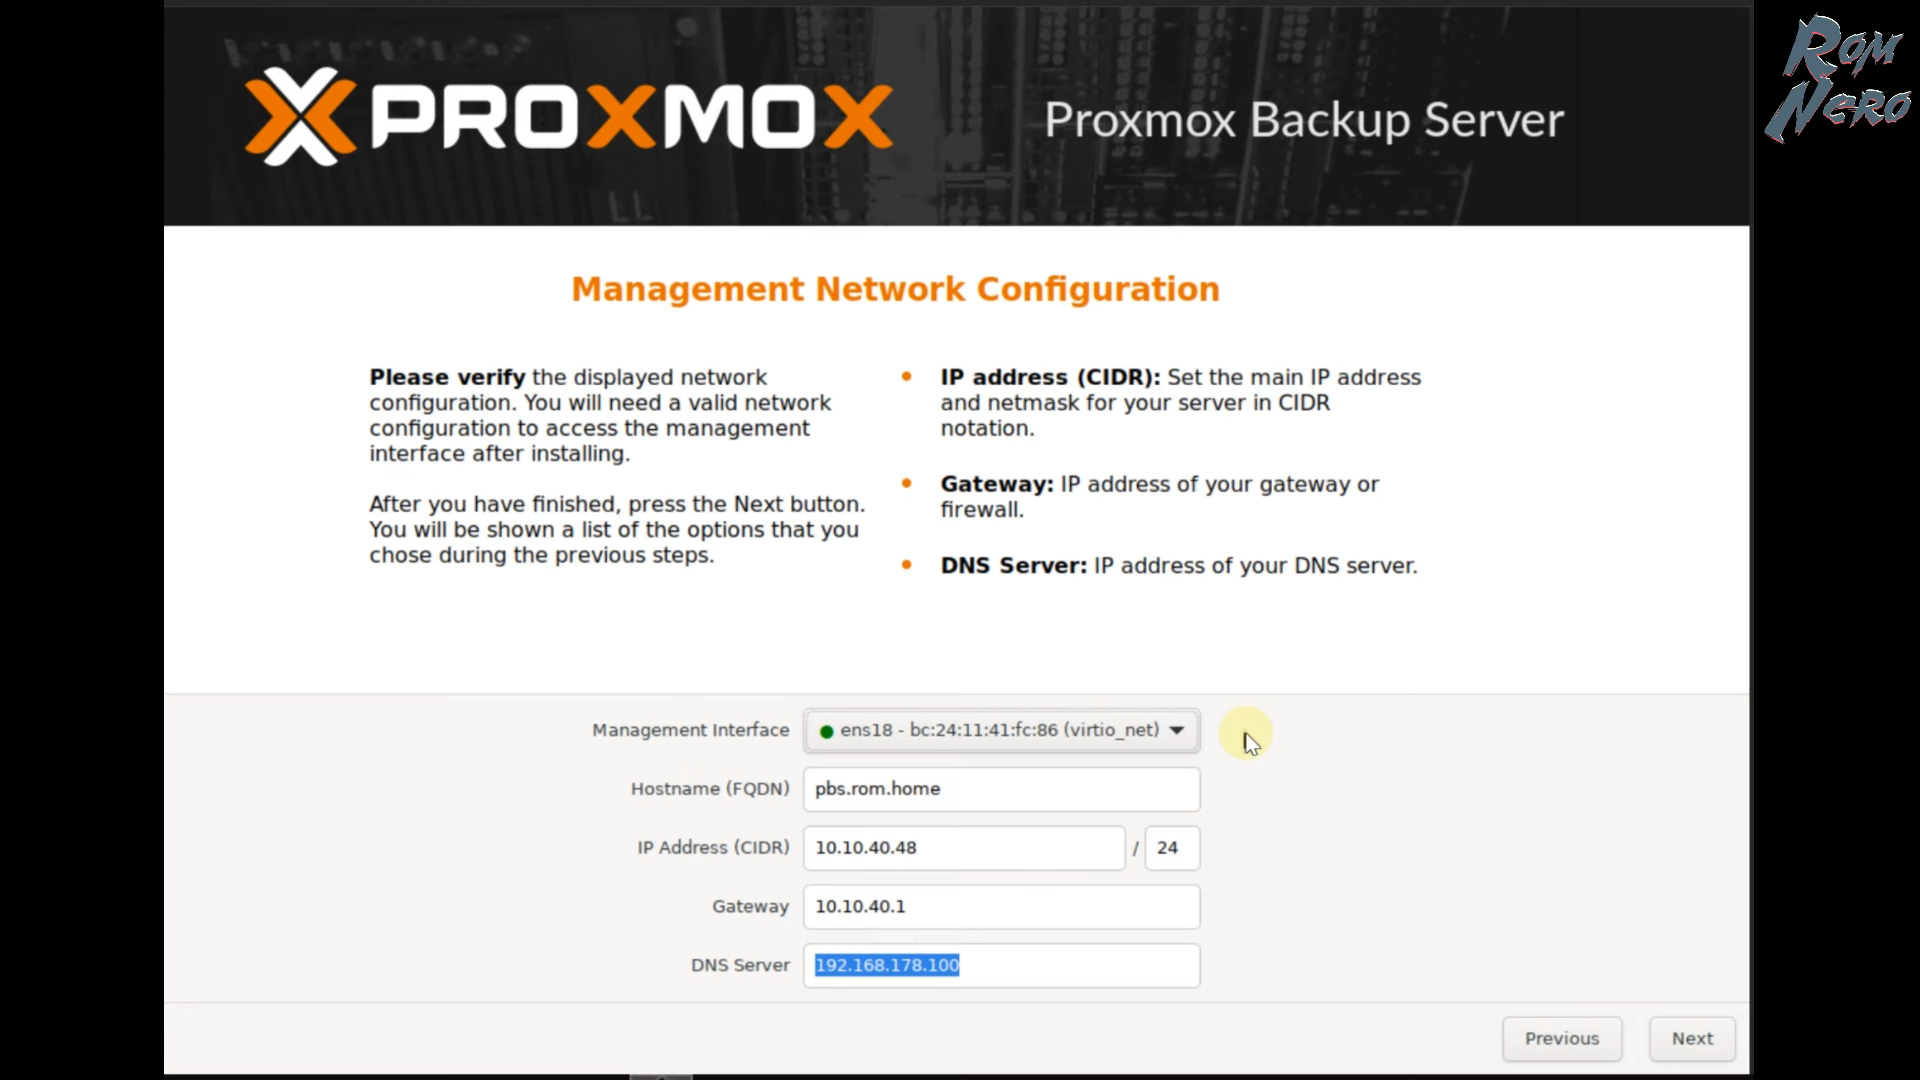 PROXMOX
Proxmox Backup Server
ROM
NERO
Management Network Configuration
Please verify the displayed network
configuration. You will need a valid network
configuration to access the management
interface after installing.
After you have finished, press the Next button.
You will be shown a list of the options that you
chose during the previous steps.
IP address (CIDR): Set the main IP address
and netmask for your server in CIDR
notation.
Gateway: IP address of your gateway or
firewall.
DNS Server: IP address of your DNS server.
Management Interface ens18 - bc:24:11:41:fc:86 (virtio_net)
Hostname (FQDN) pbs.rom.home
IP Address (CIDR) 10.10.40.48 / 24
Gateway 10.10.40.1
DNS Server 192.168.178.100
Previous Next